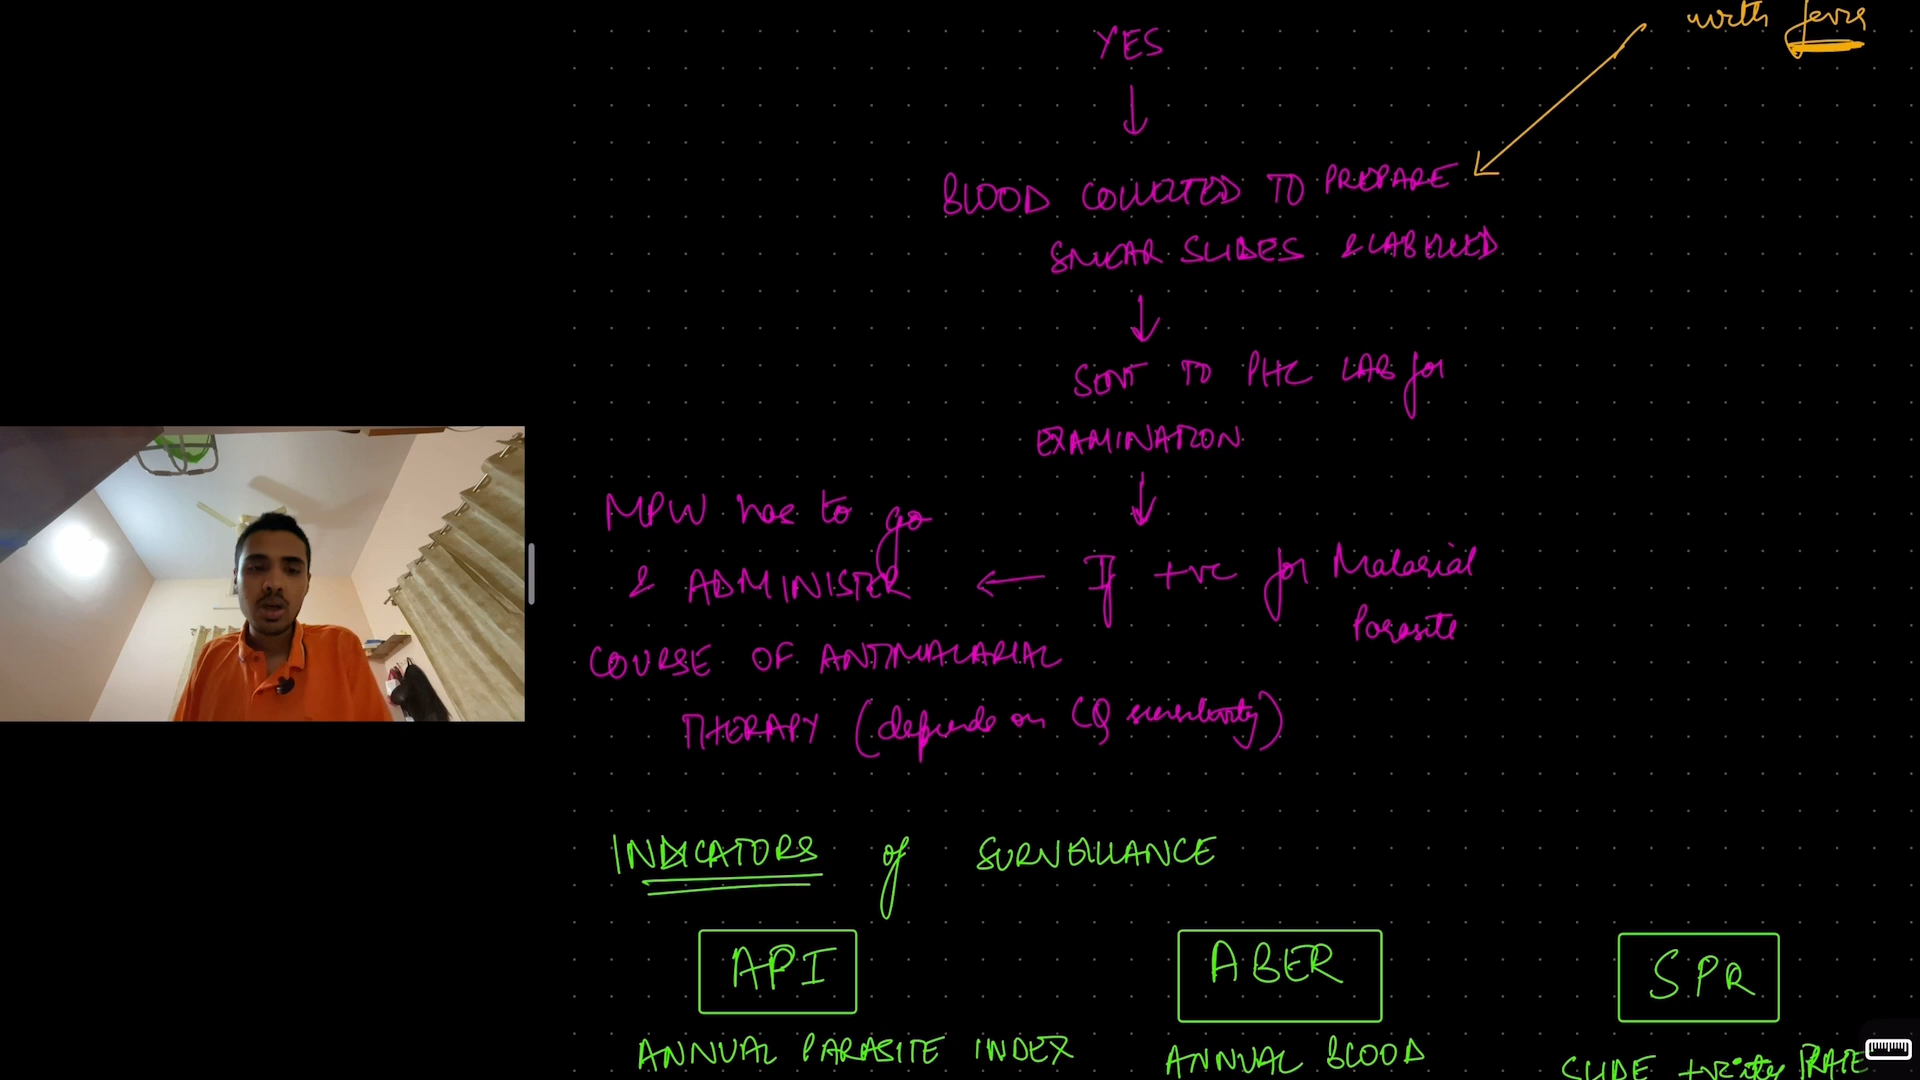 with fever
YES
BLOOD COLLECTED TO PREPARE
SMEAR SLIDES & LABELLED
SENT TO PHC LAB for
EXAMINATION
MPW has to go
& ADMINISTER ← If +ve for Malarial
Parasite
COURSE OF ANTIMALARIAL
THERAPY (depends on CQ sensitivity)
INDICATORS of SURVEILLANCE
API ABER SPR
ANNUAL PARASITE INDEX ANNUAL BLOOD SLIDE +vity RATE